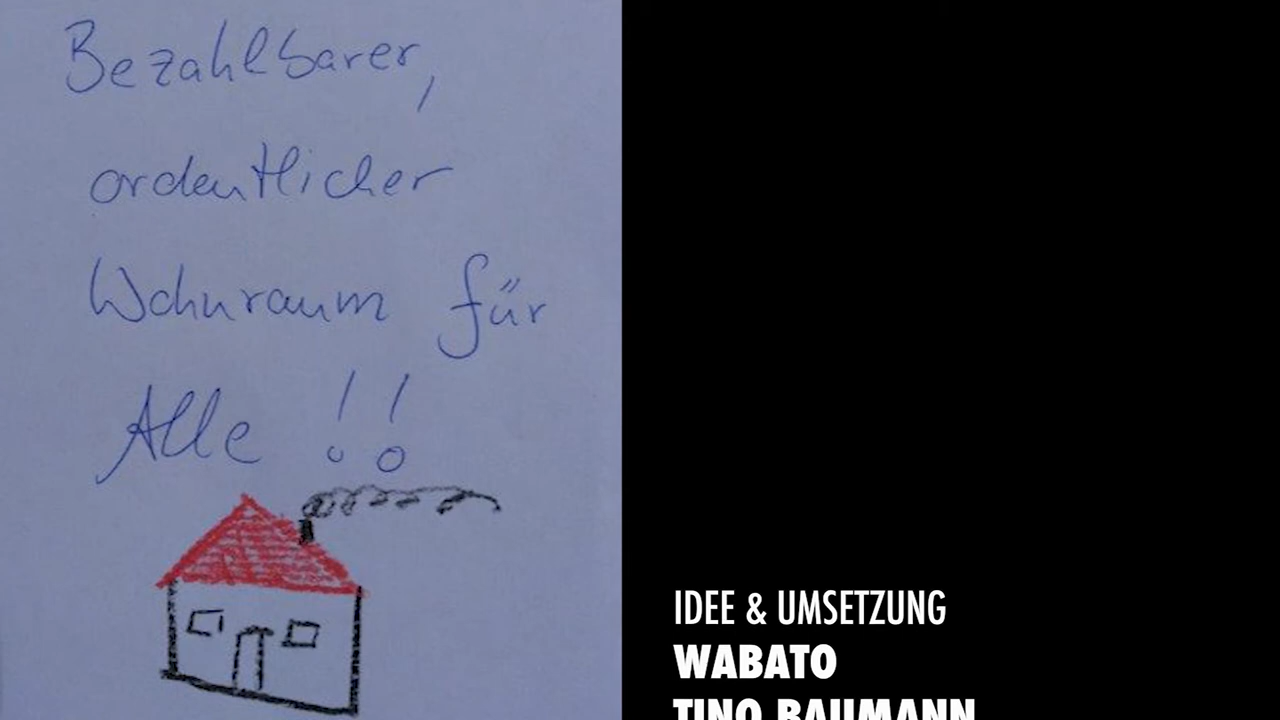 Bezahlbarer,
ordentlicher
Wohnraum für
Alle !!
IDEE & UMSETZUNG
WABATO
TINO BAUMANN